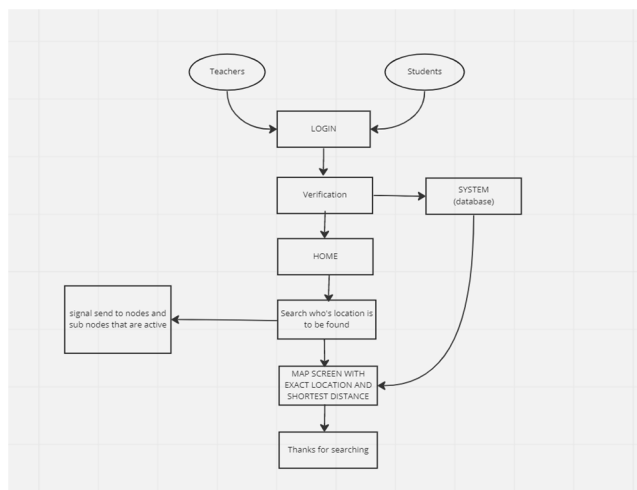 Teachers
Students
LOGIN
Verification
SYSTEM
(database)
HOME
signal send to nodes and
sub nodes that are active
Search who's location is
to be found
MAP SCREEN WITH
EXACT LOCATION AND
SHORTEST DISTANCE
Thanks for searching